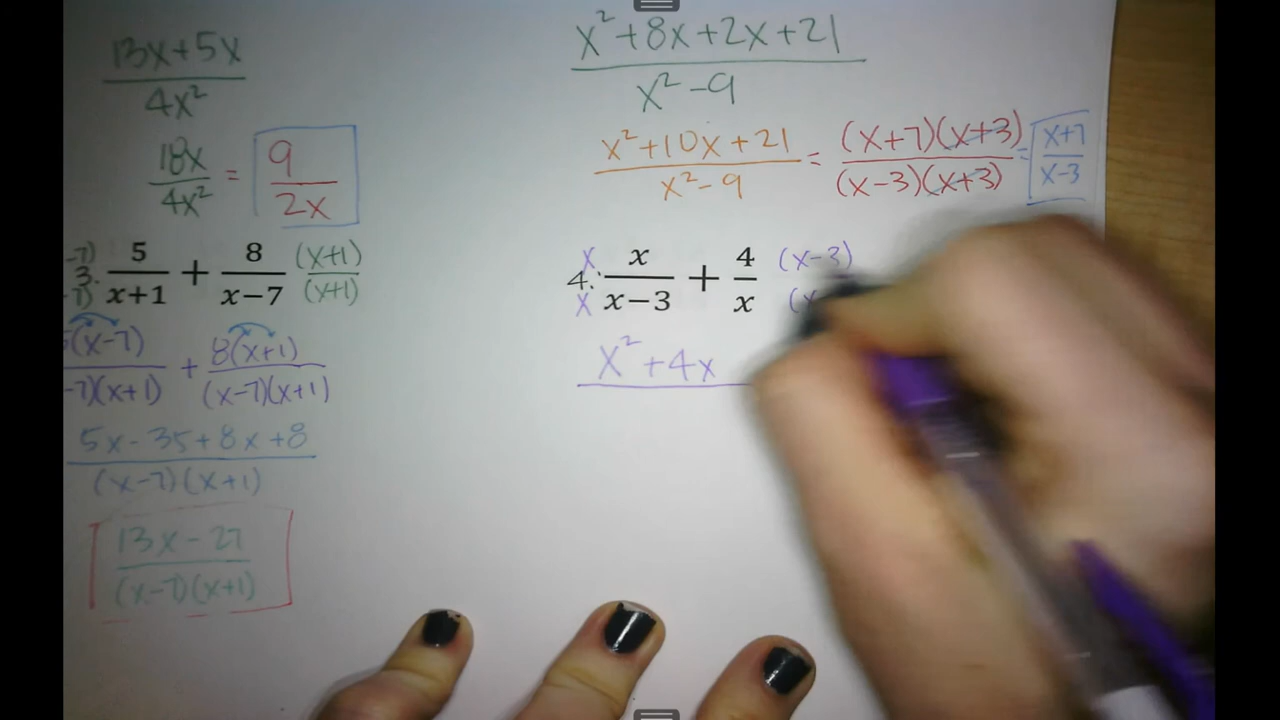 13x+5x
4x²
18x
4x²
=
9
2x
x²+8x+2x+21
x²-9
x²+10x+21
x²-9
=
(x+7)(x+3)
(x-3)(x+3)
=
x+7
x-3
-7)
3.
5
x+1
+
8
x−7
(x+1)
(x+1)
5(x-7)
-7)(x+1)
+
8(x+1)
(x-7)(x+1)
5x-35+8x+8
(x-7)(x+1)
13x-27
(x-7)(x+1)
4.
x
x
x
x−3
+
4
x
(x-3)
(x
x²+4x